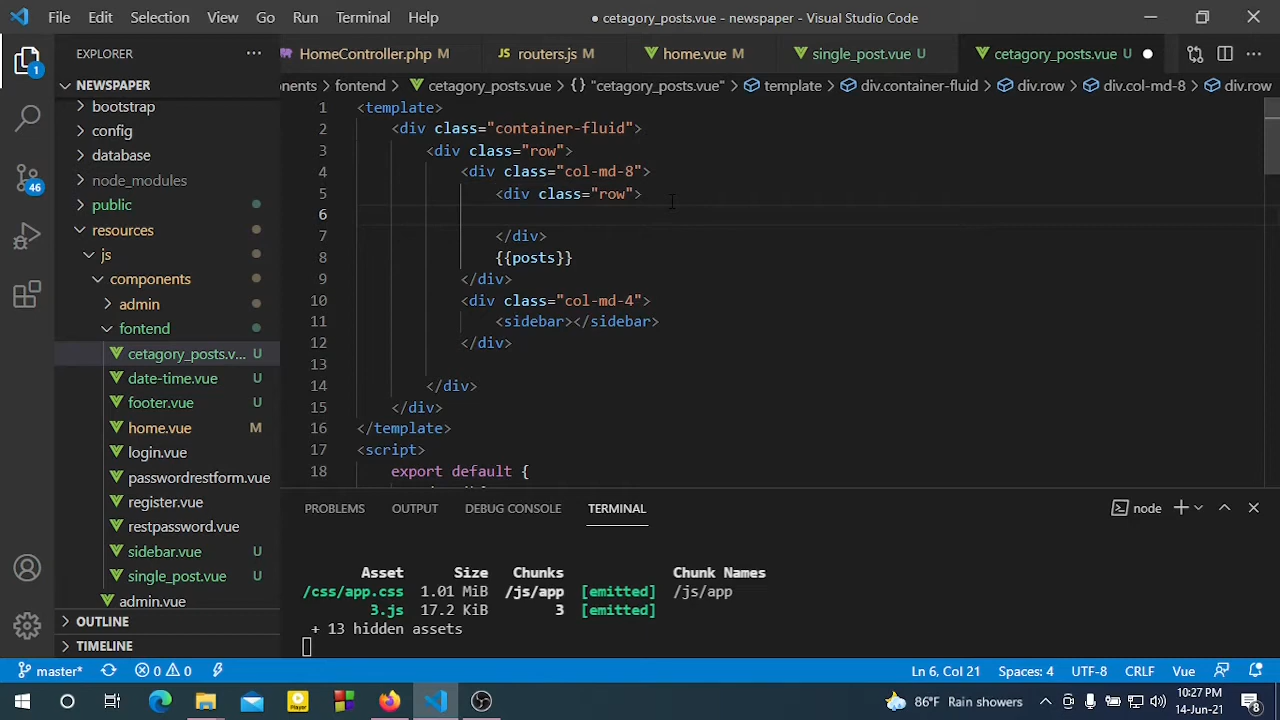 File Edit Selection View Go Run Terminal Help
● cetagory_posts.vue - newspaper - Visual Studio Code
EXPLORER
NEWSPAPER
bootstrap
config
database
node_modules
public
resources
js
components
admin
fontend
cetagory_posts.v... U
date-time.vue U
footer.vue U
home.vue M
login.vue
passwordrestform.vue
register.vue
restpassword.vue
sidebar.vue U
single_post.vue U
admin.vue
OUTLINE
TIMELINE
1
46
HomeController.php M
routers.js M
home.vue M
single_post.vue U
cetagory_posts.vue U ●
nents > fontend > cetagory_posts.vue > {} "cetagory_posts.vue" > template > div.container-fluid > div.row > div.col-md-8 > div.row
1 <template>
2 <div class="container-fluid">
3 <div class="row">
4 <div class="col-md-8">
5 <div class="row">
6
7 </div>
8 {{posts}}
9 </div>
10 <div class="col-md-4">
11 <sidebar></sidebar>
12 </div>
13
14 </div>
15 </div>
16 </template>
17 <script>
18 export default {
PROBLEMS OUTPUT DEBUG CONSOLE TERMINAL
node
Asset Size Chunks Chunk Names
/css/app.css 1.01 MiB /js/app [emitted] /js/app
3.js 17.2 KiB 3 [emitted]
+ 13 hidden assets
master* 0 0 Ln 6, Col 21 Spaces: 4 UTF-8 CRLF Vue
Player
86°F Rain showers
10:27 PM
14-Jun-21
8